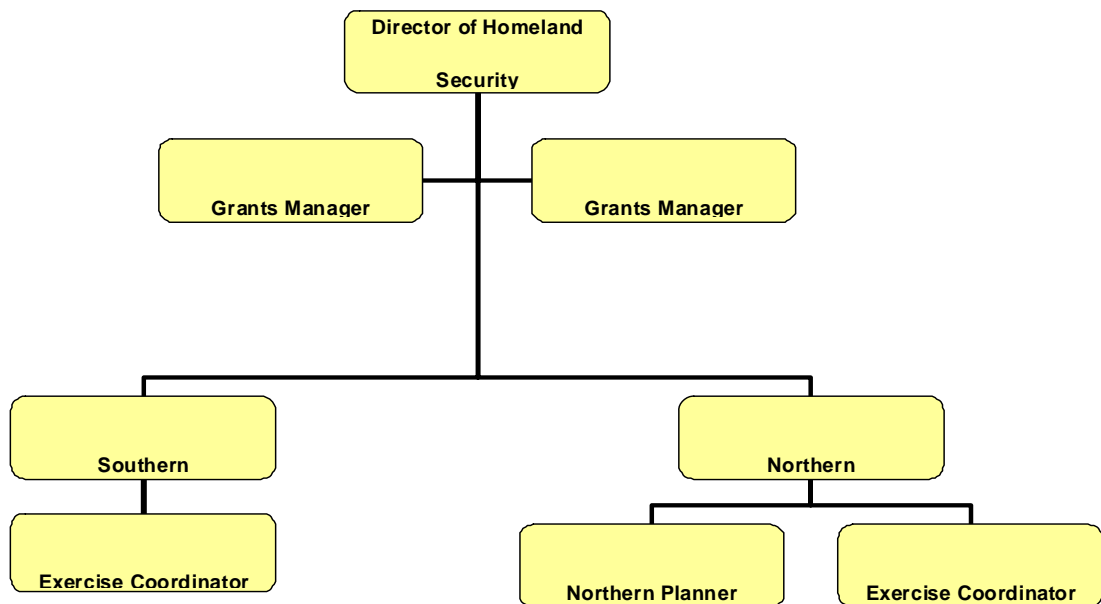 Director of Homeland
Security
Grants Manager
Grants Manager
Southern
Northern
Exercise Coordinator
Northern Planner
Exercise Coordinator